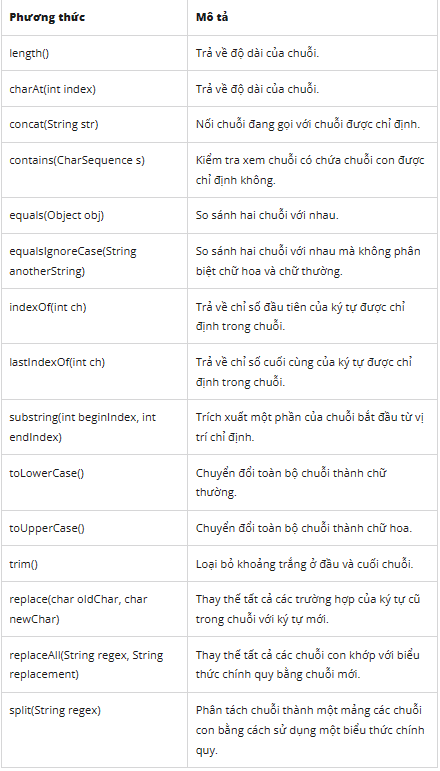 Phương thức
Mô tả
length()
Trả về độ dài của chuỗi.
charAt(int index)
Trả về độ dài của chuỗi.
concat(String str)
Nối chuỗi đang gọi với chuỗi được chỉ định.
contains(CharSequence s)
Kiểm tra xem chuỗi có chứa chuỗi con được
chỉ định không.
equals(Object obj)
So sánh hai chuỗi với nhau.
equalsIgnoreCase(String
anotherString)
So sánh hai chuỗi với nhau mà không phân
biệt chữ hoa và chữ thường.
indexOf(int ch)
Trả về chỉ số đầu tiên của ký tự được chỉ
định trong chuỗi.
lastIndexOf(int ch)
Trả về chỉ số cuối cùng của ký tự được chỉ
định trong chuỗi.
substring(int beginIndex, int
endIndex)
Trích xuất một phần của chuỗi bắt đầu từ vị
trí chỉ định.
toLowerCase()
Chuyển đổi toàn bộ chuỗi thành chữ
thường.
toUpperCase()
Chuyển đổi toàn bộ chuỗi thành chữ hoa.
trim()
Loại bỏ khoảng trắng ở đầu và cuối chuỗi.
replace(char oldChar, char
newChar)
Thay thế tất cả các trường hợp của ký tự cũ
trong chuỗi với ký tự mới.
replaceAll(String regex, String
replacement)
Thay thế tất cả các chuỗi con khớp với biểu
thức chính quy bằng chuỗi mới.
split(String regex)
Phân tách chuỗi thành một mảng các chuỗi
con bằng cách sử dụng một biểu thức chính
quy.